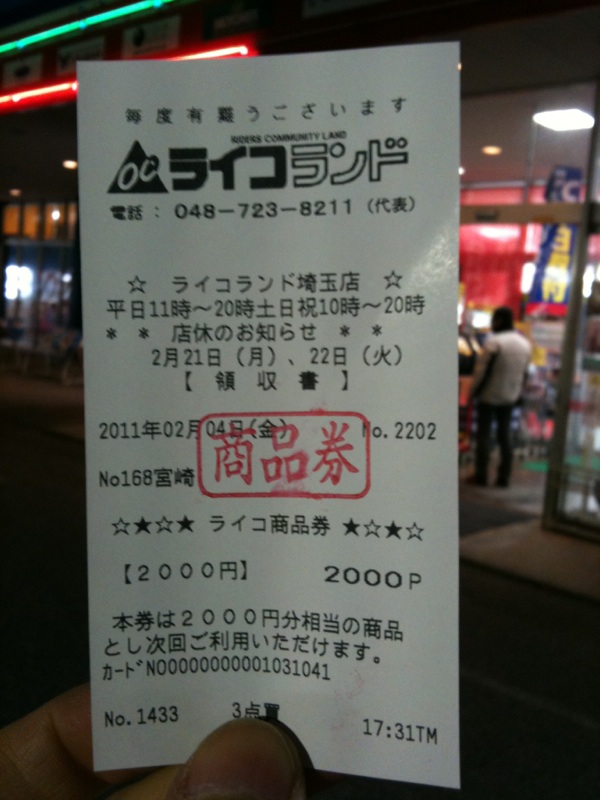 毎度有難うございます
RIDERS COMMUNITY LAND
ライコランド
電話：048−723−8211（代表）
☆ ライコランド埼玉店 ☆
平日11時〜20時土日祝10時〜20時
＊ ＊ 店休のお知らせ ＊ ＊
2月21日（月）、22日（火）
【 領 収 書 】
2011年02月04日(金) No.2202
商品券
No168宮崎
☆★☆★ ライコ商品券 ★☆★☆
【２０００円】 2000P
本券は２０００円分相当の商品
とし次回ご利用いただけます。
ｶｰﾄﾞNO00000000001031041
No.1433 3点買 17:31TM